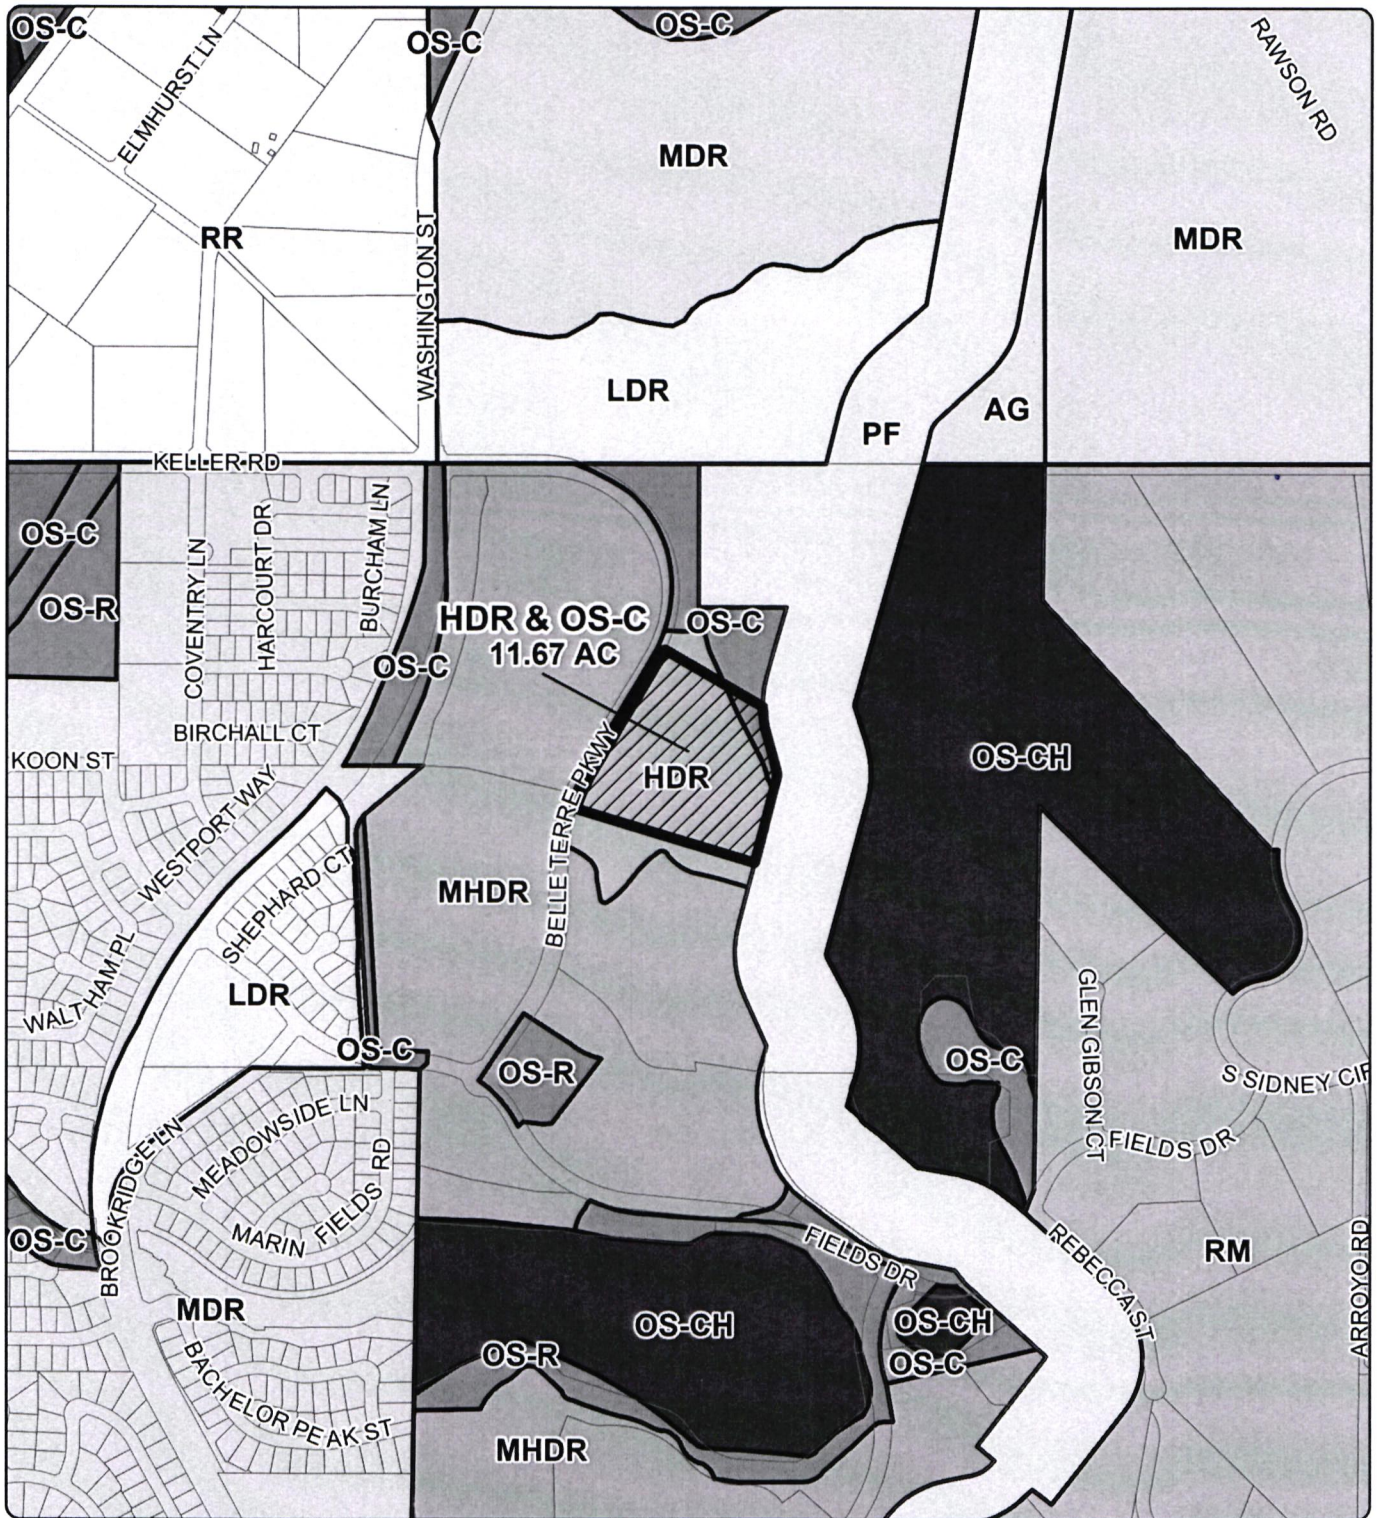 OS-C
ELMHURST LN
OS-C
OS-C
RAWSON RD
MDR
RR
WASHINGTON ST
MDR
LDR
PF
AG
KELLER RD
OS-C
OS-R
COVENTRY LN
HARCOURT DR
BURCHAM LN
OS-C
HDR & OS-C
11.67 AC
OS-C
BIRCHALL CT
KOON ST
WESTPORT WAY
BELLE TERRE PKWY
HDR
OS-CH
SHEPHARD CT
MHDR
WALTHAM PL
LDR
OS-C
OS-R
OS-C
GLEN GIBSON CT
S SIDNEY CIR
FIELDS DR
BROOKRIDGE LN
MEADOWSIDE LN
MARIN FIELDS RD
OS-C
MDR
BACHELOR PEAK ST
FIELDS DR
REBECCA ST
RM
ARROYO RD
OS-CH
OS-CH
OS-R
OS-C
MHDR